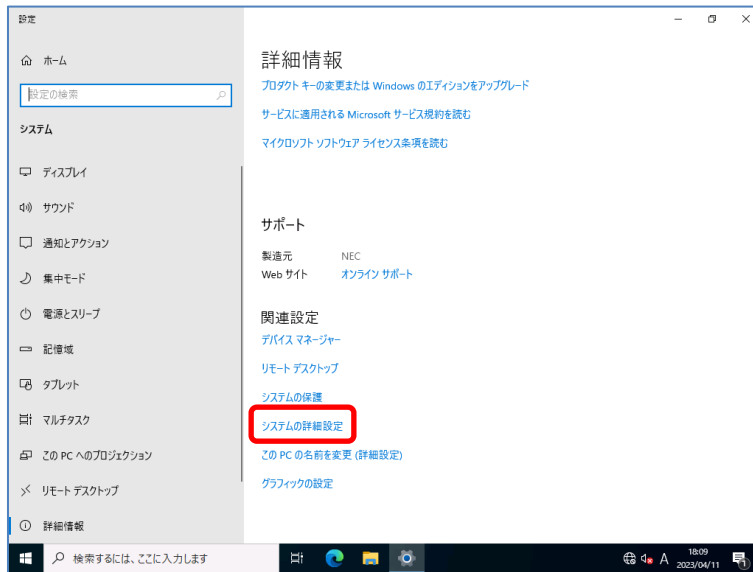 設定
ホーム
設定の検索
システム
ディスプレイ
サウンド
通知とアクション
集中モード
電源とスリープ
記憶域
タブレット
マルチタスク
この PC へのプロジェクション
リモート デスクトップ
詳細情報
詳細情報
プロダクト キーの変更または Windows のエディションをアップグレード
サービスに適用される Microsoft サービス規約を読む
マイクロソフト ソフトウェア ライセンス条項を読む
サポート
製造元 NEC
Web サイト オンライン サポート
関連設定
デバイス マネージャー
リモート デスクトップ
システムの保護
システムの詳細設定
この PC の名前を変更 (詳細設定)
グラフィックの設定
検索するには、ここに入力します
A
18:09
2023/04/11